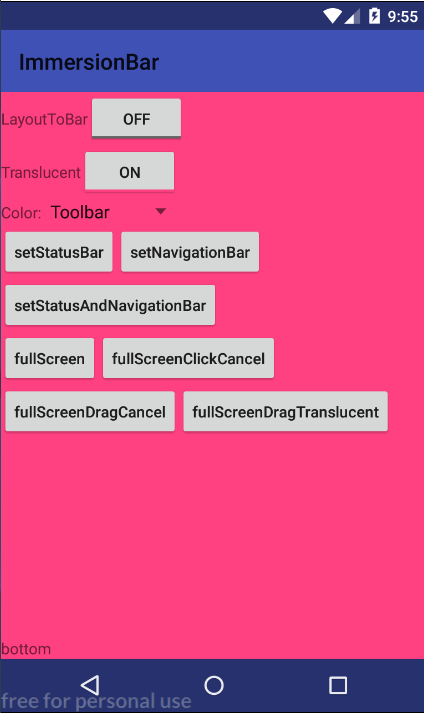 9:55
ImmersionBar
LayoutToBar OFF
Translucent ON
Color: Toolbar
setStatusBar setNavigationBar
setStatusAndNavigationBar
fullScreen fullScreenClickCancel
fullScreenDragCancel fullScreenDragTranslucent
bottom
free for personal use